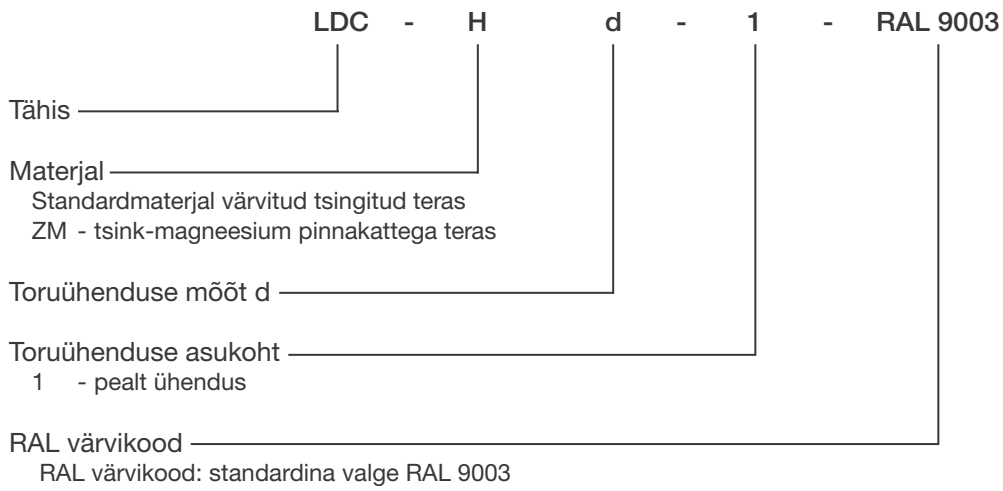 LDC - H d - 1 - RAL 9003
Tähis
Materjal
Standardmaterjal värvitud tsingitud teras
ZM - tsink-magneesium pinnakattega teras
Toruühenduse mõõt d
Toruühenduse asukoht
1 - pealt ühendus
RAL värvikood
RAL värvikood: standardina valge RAL 9003